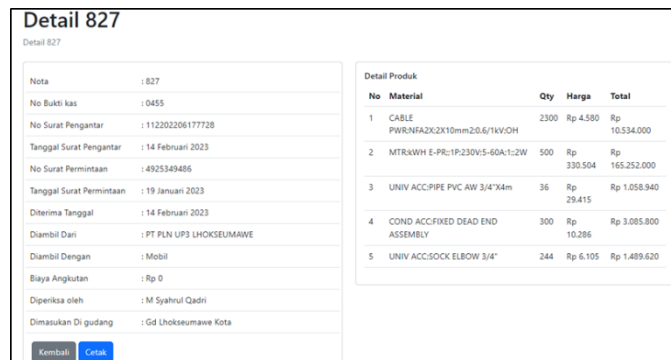 Detail 827
Detail 827
Nota : 827
No Bukti kas : 0455
No Surat Pengantar : 112202206177728
Tanggal Surat Pengantar : 14 Februari 2023
No Surat Permintaan : 4925349486
Tanggal Surat Permintaan : 19 Januari 2023
Diterima Tanggal : 14 Februari 2023
Diambil Dari : PT PLN UP3 LHOKSEUMAWE
Diambil Dengan : Mobil
Biaya Angkutan : Rp 0
Diperiksa oleh : M Syahrul Qadri
Dimasukan Di gudang : Gd Lhokseumawe Kota
Kembali Cetak
Detail Produk
No Material Qty Harga Total
1 CABLE 2300 Rp 4.580 Rp
PWR;NFA2X;2X10mm2;0.6/1kV;OH 10.534.000
2 MTR;kWH E-PR;;1P;230V;5-60A;1;;2W 500 Rp Rp
330.504 165.252.000
3 UNIV ACC;PIPE PVC AW 3/4"X4m 36 Rp Rp 1.058.940
29.415
4 COND ACC;FIXED DEAD END 300 Rp Rp 3.085.800
ASSEMBLY 10.286
5 UNIV ACC;SOCK ELBOW 3/4" 244 Rp 6.105 Rp 1.489.620